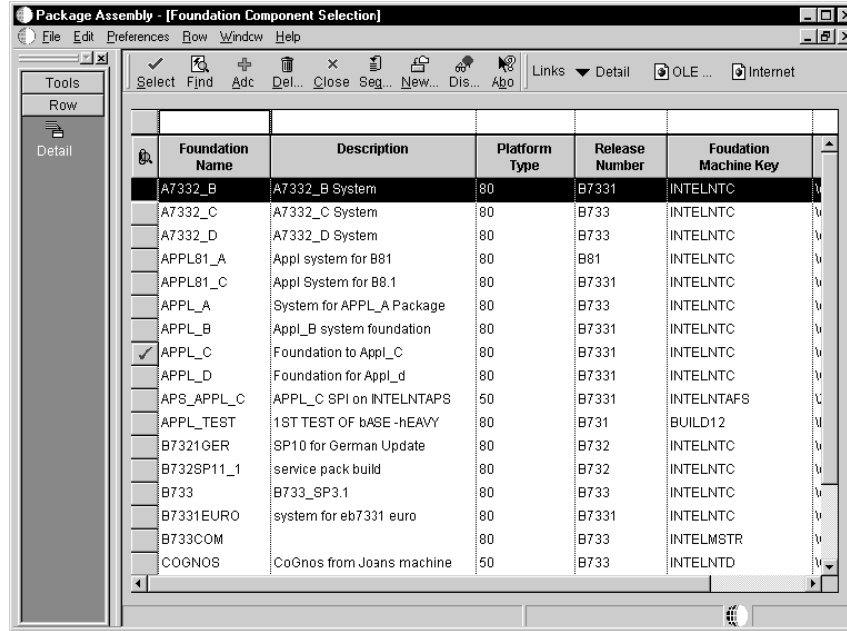 Package Assembly - [Foundation Component Selection]
File Edit Preferences Row Window Help
Select Find Adc Del... Close Seq... New... Dis... Abo Links Detail OLE ... Internet
Tools
Row
Detail
Foundation Name Description Platform Type Release Number Foudation Machine Key
A7332_B A7332_B System 80 B7331 INTELNTC
A7332_C A7332_C System 80 B733 INTELNTC
A7332_D A7332_D System 80 B733 INTELNTC
APPL81_A Appl system for B81 80 B81 INTELNTC
APPL81_C Appl System for B8.1 80 B7331 INTELNTC
APPL_A System for APPL_A Package 80 B733 INTELNTC
APPL_B Appl_B system foundation 80 B7331 INTELNTC
APPL_C Foundation to Appl_C 80 B7331 INTELNTC
APPL_D Foundation for Appl_d 80 B7331 INTELNTC
APS_APPL_C APPL_C SPI on INTELNTAPS 50 B7331 INTELNTAFS
APPL_TEST 1ST TEST OF bASE -hEAVY 80 B731 BUILD12
B7321GER SP10 for German Update 80 B732 INTELNTC
B732SP11_1 service pack build 80 B732 INTELNTC
B733 B733_SP3.1 80 B733 INTELNTC
B7331EURO system for eb7331 euro 80 B7331 INTELNTC
B733COM 80 B733 INTELMSTR
COGNOS CoGnos from Joans machine 50 B733 INTELNTD